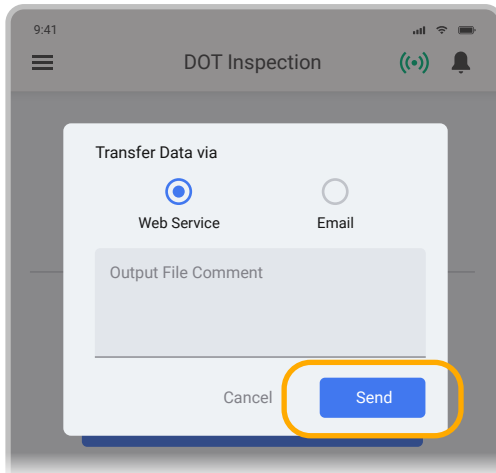 9:41
DOT Inspection
Transfer Data via
Web Service Email
Output File Comment
Cancel Send